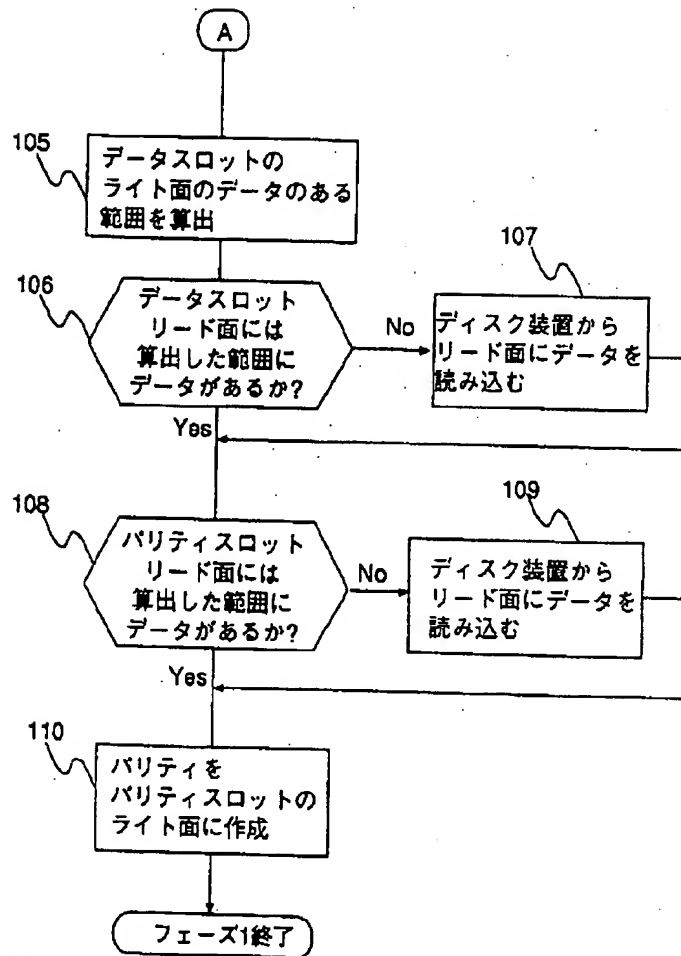 A
105
データスロットの
ライト面のデータのある
範囲を算出
106
データスロット
リード面には
算出した範囲に
データがあるか?
No
107
ディスク装置から
リード面にデータを
読み込む
Yes
108
パリティスロット
リード面には
算出した範囲に
データがあるか?
No
109
ディスク装置から
リード面にデータを
読み込む
Yes
110
パリティを
パリティスロットの
ライト面に作成
フェーズ1終了